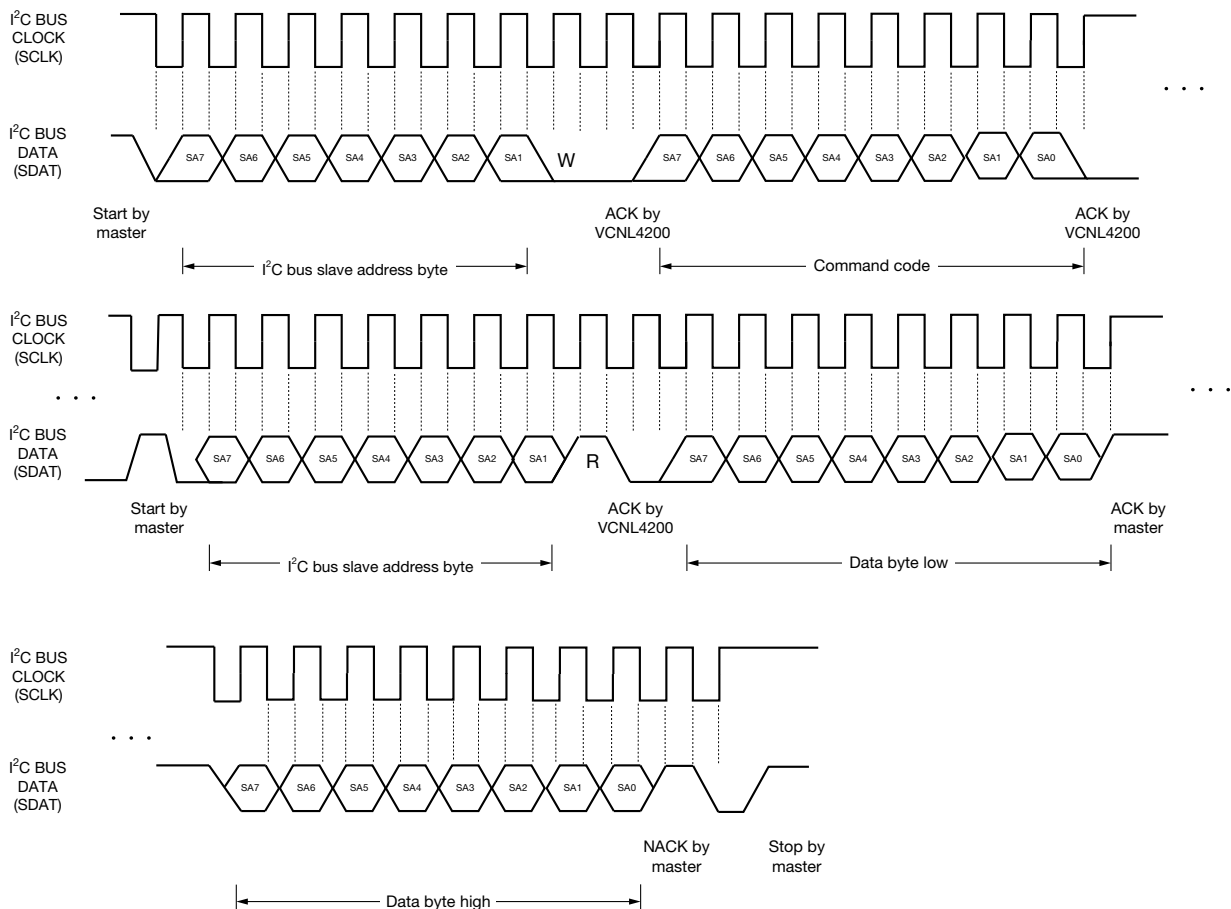 I²C BUS
CLOCK
(SCLK)
. . .
I²C BUS
DATA
(SDAT)
SA7 SA6 SA5 SA4 SA3 SA2 SA1 W SA7 SA6 SA5 SA4 SA3 SA2 SA1 SA0
Start by
master
ACK by
VCNL4200
ACK by
VCNL4200
I²C bus slave address byte
Command code
I²C BUS
CLOCK
(SCLK)
. . .
. . .
I²C BUS
DATA
(SDAT)
SA7 SA6 SA5 SA4 SA3 SA2 SA1 R SA7 SA6 SA5 SA4 SA3 SA2 SA1 SA0
Start by
master
ACK by
VCNL4200
ACK by
master
I²C bus slave address byte
Data byte low
I²C BUS
CLOCK
(SCLK)
. . .
I²C BUS
DATA
(SDAT)
SA7 SA6 SA5 SA4 SA3 SA2 SA1 SA0
NACK by
master
Stop by
master
Data byte high